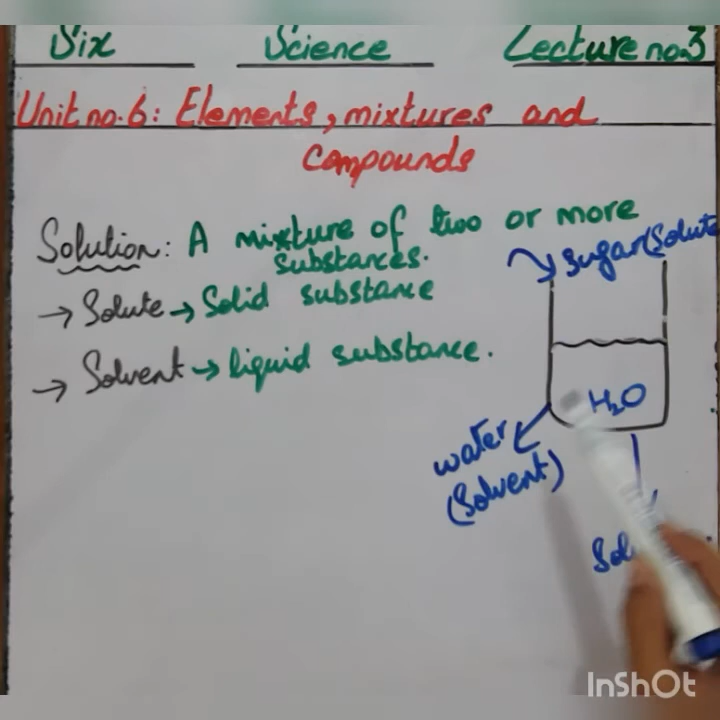 Six Science Lecture no.3
Unit no.6: Elements, mixtures and
compounds
Solution: A mixture of two or more
substances.
→ Solute → Solid substance
→ Solvent → liquid substance.
sugar (Solute
H₂O
water
(Solvent)
InShOt